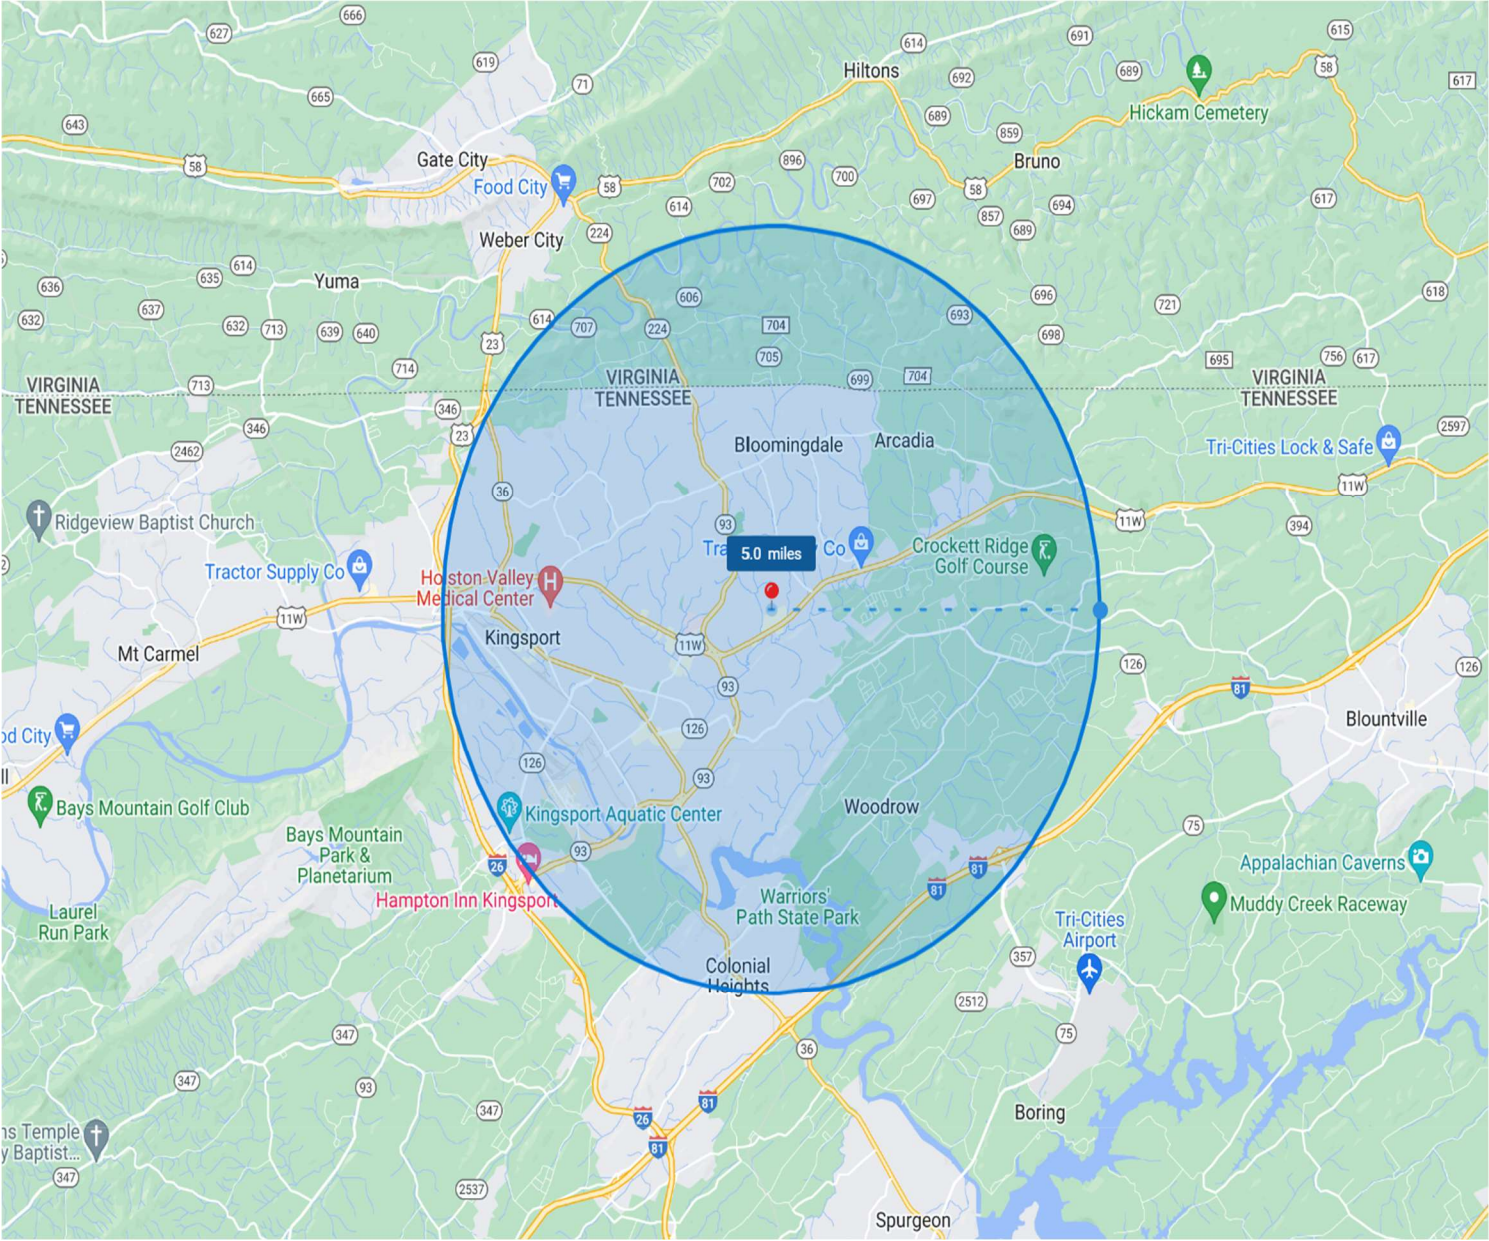 666
627
615
614
691
619
Hiltons
58
692
689
617
71
Hickam Cemetery
665
689
643
859
Gate City
896
Bruno
58
Food City
58
702
700
58
614
697
694
617
857
224
689
Weber City
614
635
Yuma
636
618
606
696
721
637
693
632
614
704
632
713
639
640
707
224
698
23
705
695
756
617
714
699
704
VIRGINIA
TENNESSEE
713
VIRGINIA
TENNESSEE
VIRGINIA
TENNESSEE
346
346
23
Bloomingdale
Arcadia
2597
2462
Tri-Cities Lock & Safe
36
11W
Ridgeview Baptist Church
93
11W
394
5.0 miles
Co
Crockett Ridge
Golf Course
Tractor Supply Co
Holston Valley
Medical Center
11W
Kingsport
11W
Mt Carmel
126
126
93
81
Blountville
126
od City
126
ll
93
Bays Mountain Golf Club
Kingsport Aquatic Center
Woodrow
75
Bays Mountain
Park &
Planetarium
93
26
81
Appalachian Caverns
81
Hampton Inn Kingsport
Warriors'
Path State Park
Muddy Creek Raceway
Laurel
Run Park
Tri-Cities
Airport
357
Colonial
Heights
2512
347
75
36
347
93
347
81
26
Boring
ns Temple
y Baptist...
81
347
2537
Spurgeon